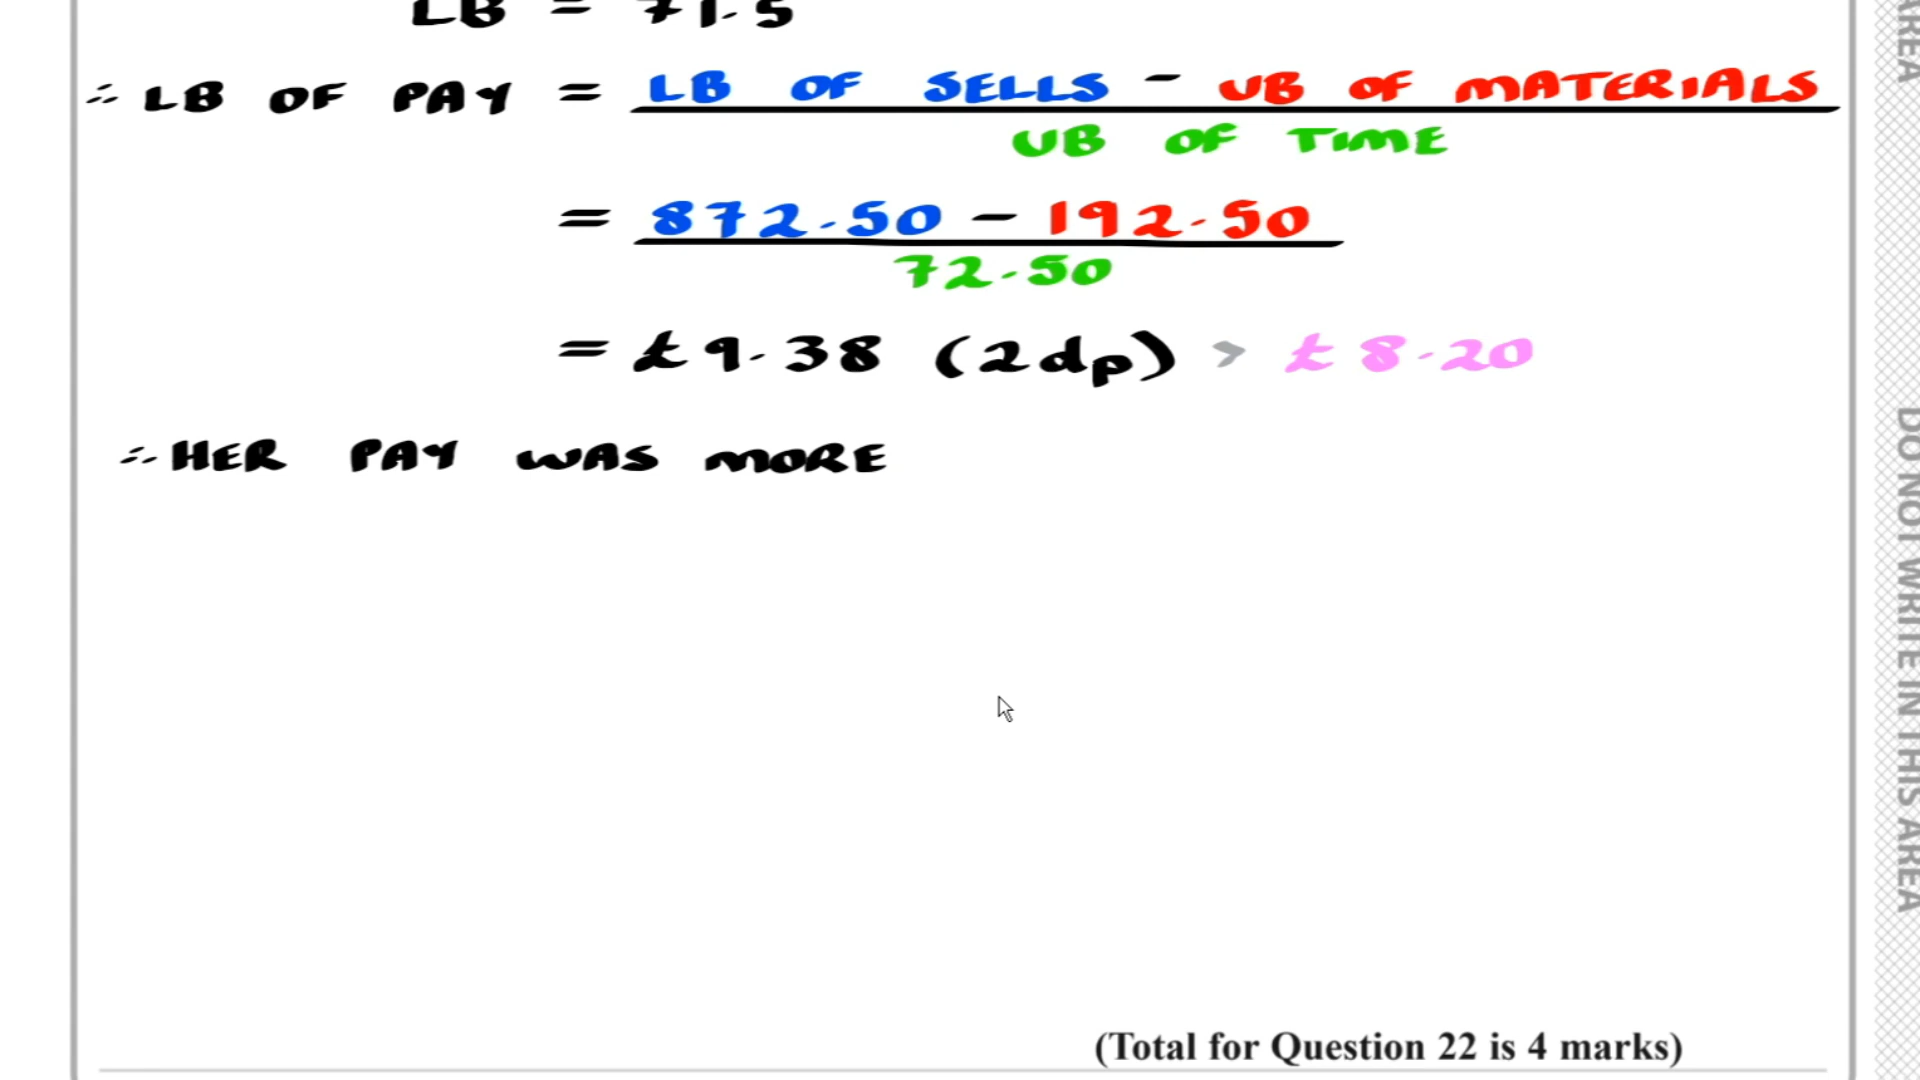 LB = 71.5
∴ LB OF PAY = LB OF SELLS - UB OF MATERIALS
UB OF TIME
= 872.50 - 192.50
72.50
= £9.38 (2dp) > £8.20
∴ HER PAY WAS MORE
(Total for Question 22 is 4 marks)
AREA
DO NOT WRITE IN THIS AREA